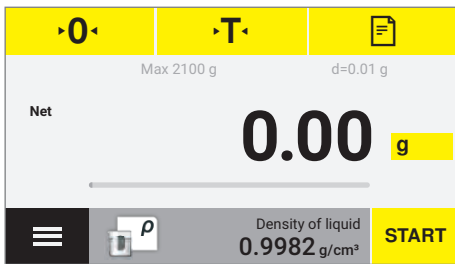 ▸0◂ ▸T◂
Max 2100 g d=0.01 g
Net
0.00 g
ρ
Density of liquid
0.9982 g/cm³
START